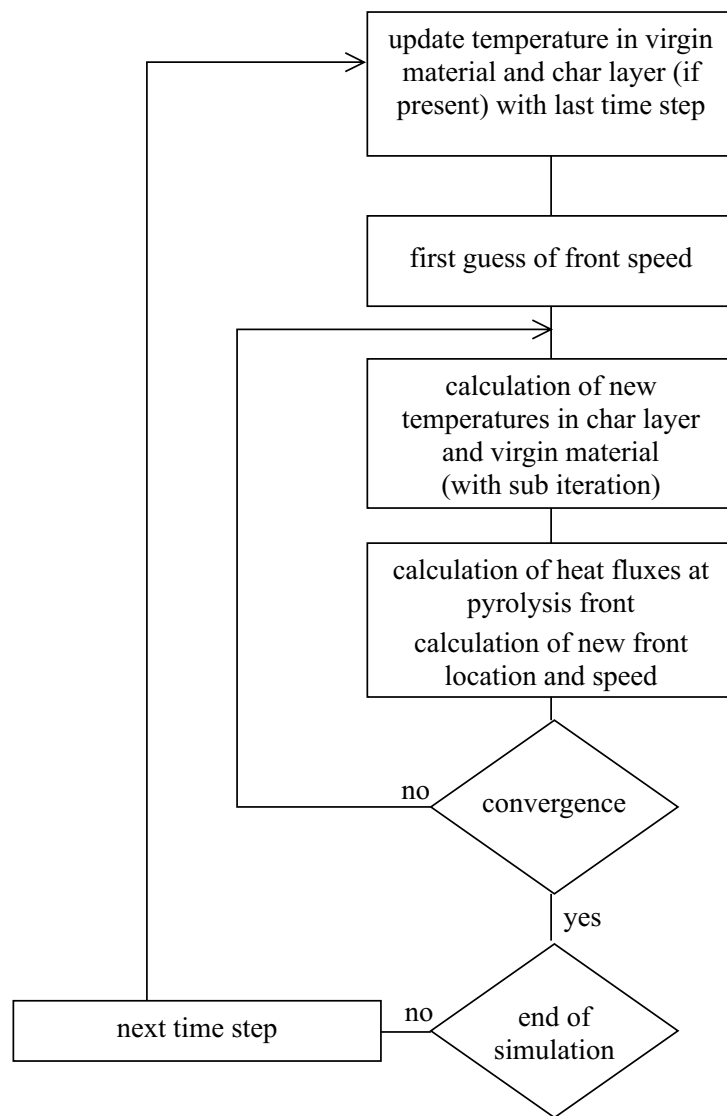 update temperature in virgin
material and char layer (if
present) with last time step
first guess of front speed
calculation of new
temperatures in char layer
and virgin material
(with sub iteration)
calculation of heat fluxes at
pyrolysis front
calculation of new front
location and speed
no
convergence
yes
next time step
no
end of
simulation